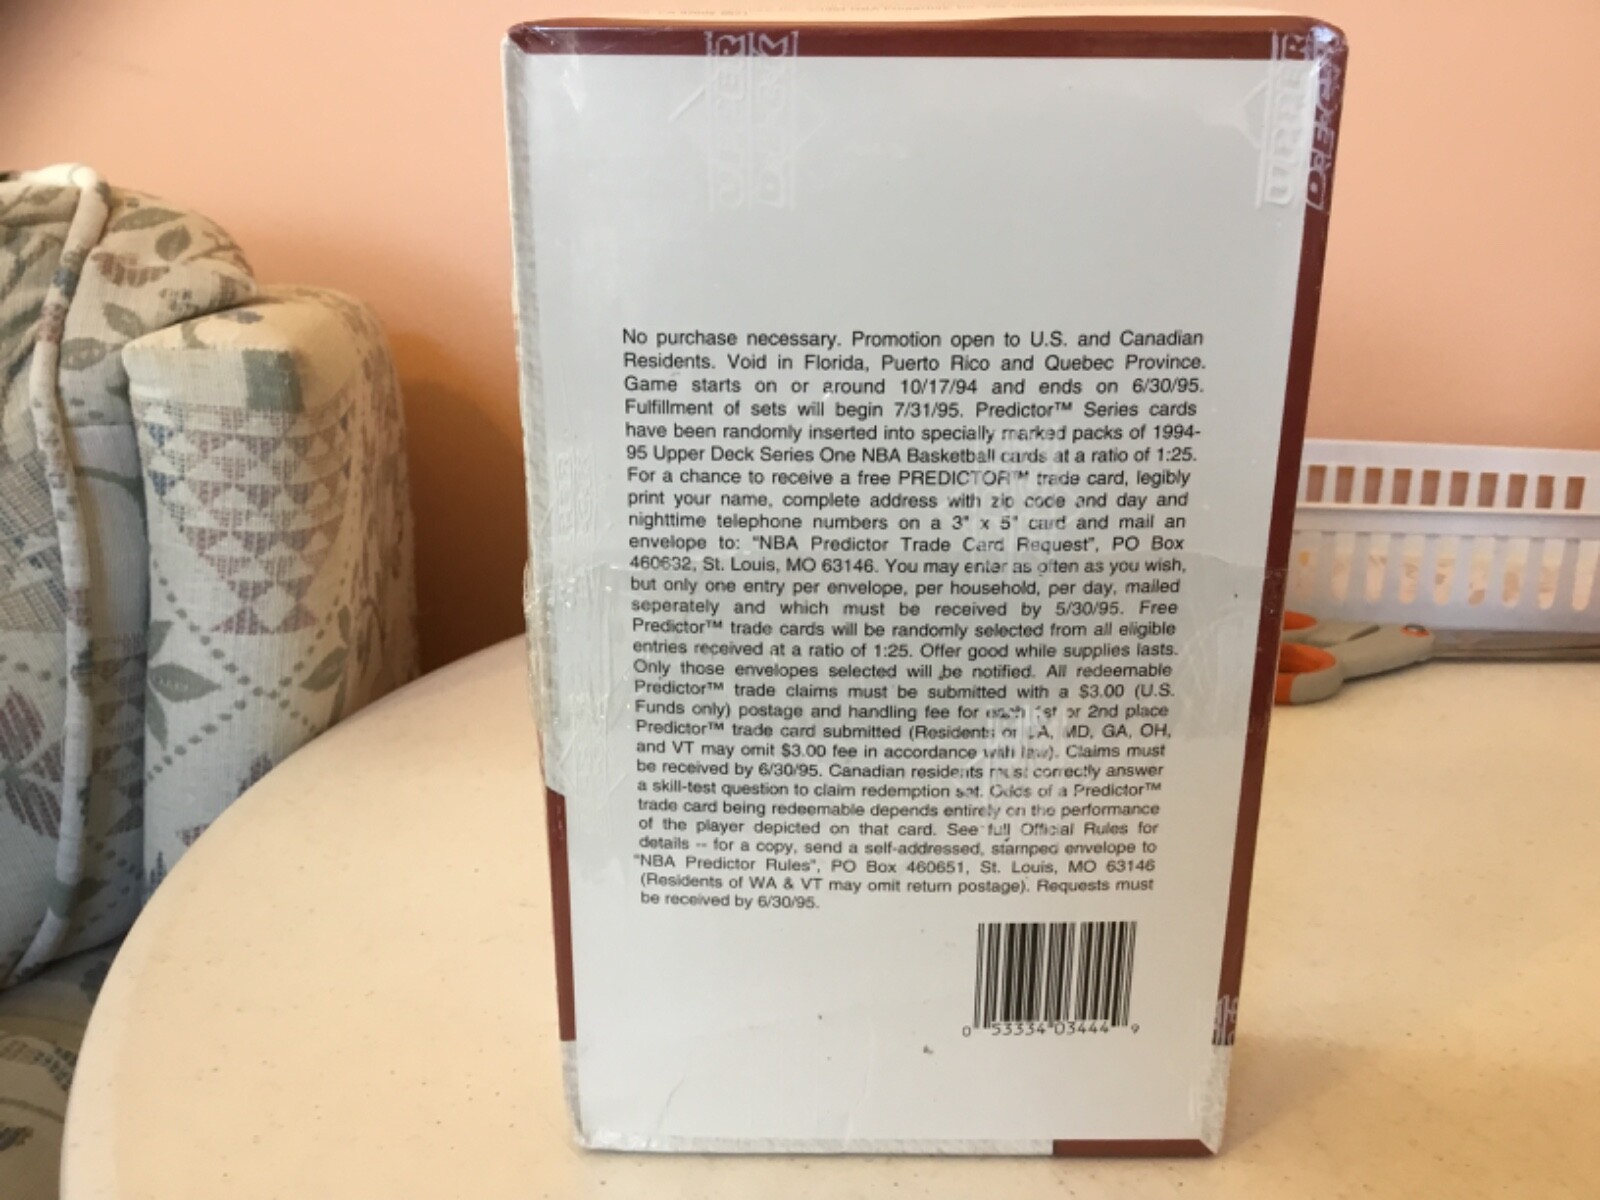 UPPER DECK
UPPER DECK
No purchase necessary. Promotion open to U.S. and Canadian
Residents. Void in Florida, Puerto Rico and Quebec Province.
Game starts on or around 10/17/94 and ends on 6/30/95.
Fulfillment of sets will begin 7/31/95. Predictor™ Series cards
have been randomly inserted into specially marked packs of 1994-
95 Upper Deck Series One NBA Basketball cards at a ratio of 1:25.
For a chance to receive a free PREDICTOR™ trade card, legibly
print your name, complete address with zip code and day and
nighttime telephone numbers on a 3" x 5" card and mail an
envelope to: "NBA Predictor Trade Card Request", PO Box
460632, St. Louis, MO 63146. You may enter as often as you wish,
but only one entry per envelope, per household, per day, mailed
seperately and which must be received by 5/30/95. Free
Predictor™ trade cards will be randomly selected from all eligible
entries received at a ratio of 1:25. Offer good while supplies lasts.
Only those envelopes selected will be notified. All redeemable
Predictor™ trade claims must be submitted with a $3.00 (U.S.
Funds only) postage and handling fee for each 1st or 2nd place
Predictor™ trade card submitted (Residents of MD, GA, OH,
and VT may omit $3.00 fee in accordance with law). Claims must
be received by 6/30/95. Canadian residents must correctly answer
a skill-test question to claim redemption set. Odds of a Predictor™
trade card being redeemable depends entirely on the performance
of the player depicted on that card. See full Official Rules for
details -- for a copy, send a self-addressed, stamped envelope to
"NBA Predictor Rules", PO Box 460651, St. Louis, MO 63146
(Residents of WA & VT may omit return postage). Requests must
be received by 6/30/95.
0 53334 03444 9